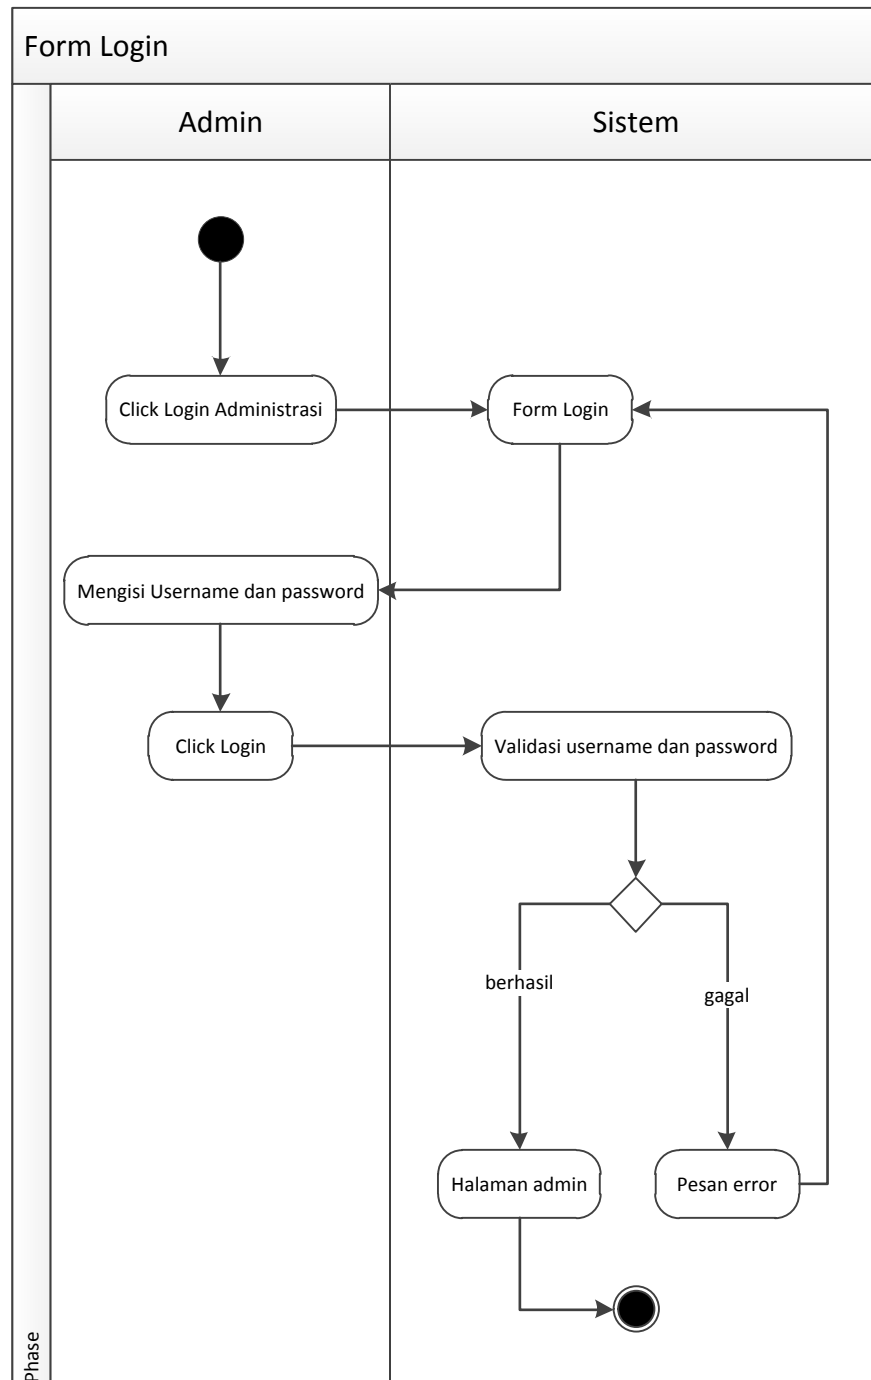 Form Login
Admin
Sistem
Click Login Administrasi
Form Login
Mengisi Username dan password
Click Login
Validasi username dan password
berhasil
gagal
Halaman admin
Pesan error
Phase